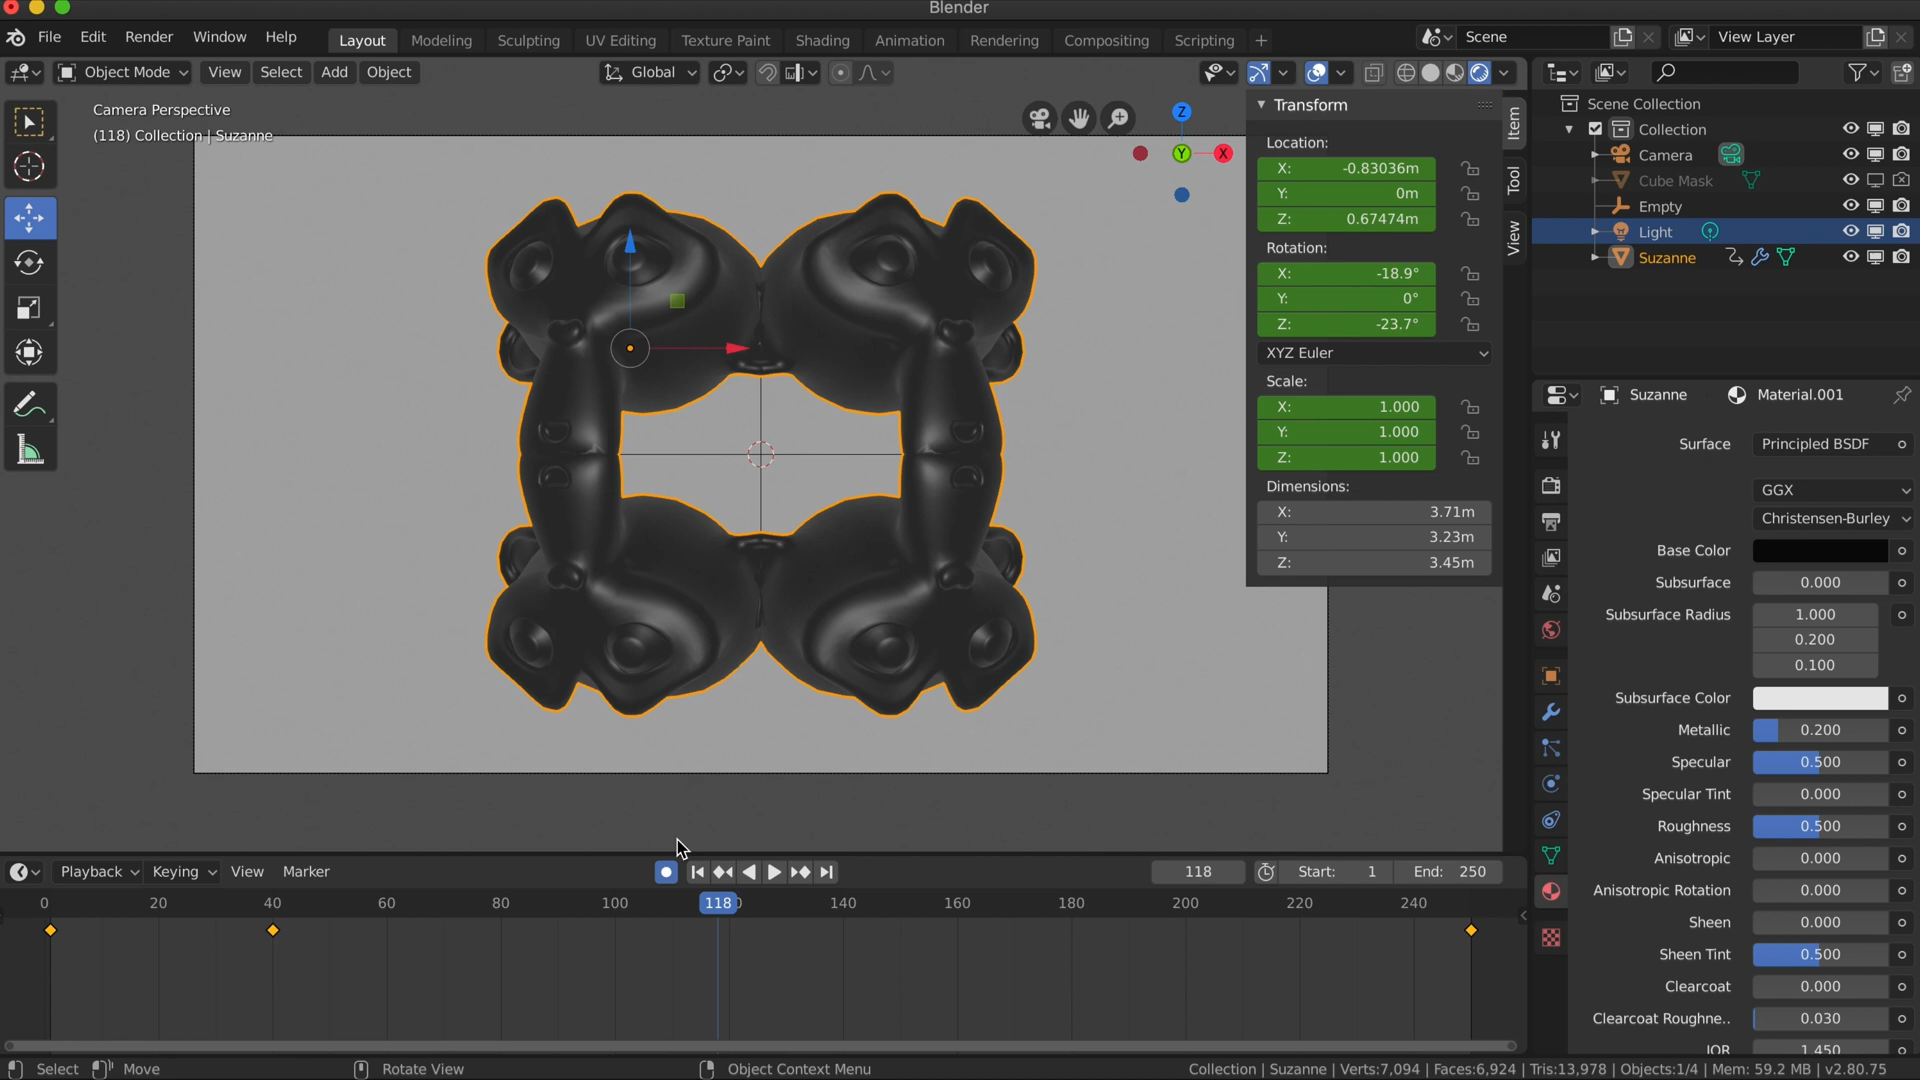 Blender
File Edit Render Window Help Layout Modeling Sculpting UV Editing Texture Paint Shading Animation Rendering Compositing Scripting + Scene View Layer
Object Mode View Select Add Object Global
Camera Perspective
(118) Collection | Suzanne
Z
Y
X
Transform
Location:
X: -0.83036m
Y: 0m
Z: 0.67474m
Rotation:
X: -18.9°
Y: 0°
Z: -23.7°
XYZ Euler
Scale:
X: 1.000
Y: 1.000
Z: 1.000
Dimensions:
X: 3.71m
Y: 3.23m
Z: 3.45m
Item
Tool
View
Scene Collection
Collection
Camera
Cube Mask
Empty
Light
Suzanne
Suzanne Material.001
Surface Principled BSDF
GGX
Christensen-Burley
Base Color
Subsurface 0.000
Subsurface Radius 1.000
0.200
0.100
Subsurface Color
Metallic 0.200
Specular 0.500
Specular Tint 0.000
Roughness 0.500
Anisotropic 0.000
Anisotropic Rotation 0.000
Sheen 0.000
Sheen Tint 0.500
Clearcoat 0.000
Clearcoat Roughne.. 0.030
IOR 1.450
Playback Keying View Marker 118 Start: 1 End: 250
0 20 40 60 80 100 118 140 160 180 200 220 240
Select Move Rotate View Object Context Menu Collection | Suzanne | Verts:7,094 | Faces:6,924 | Tris:13,978 | Objects:1/4 | Mem: 59.2 MB | v2.80.75